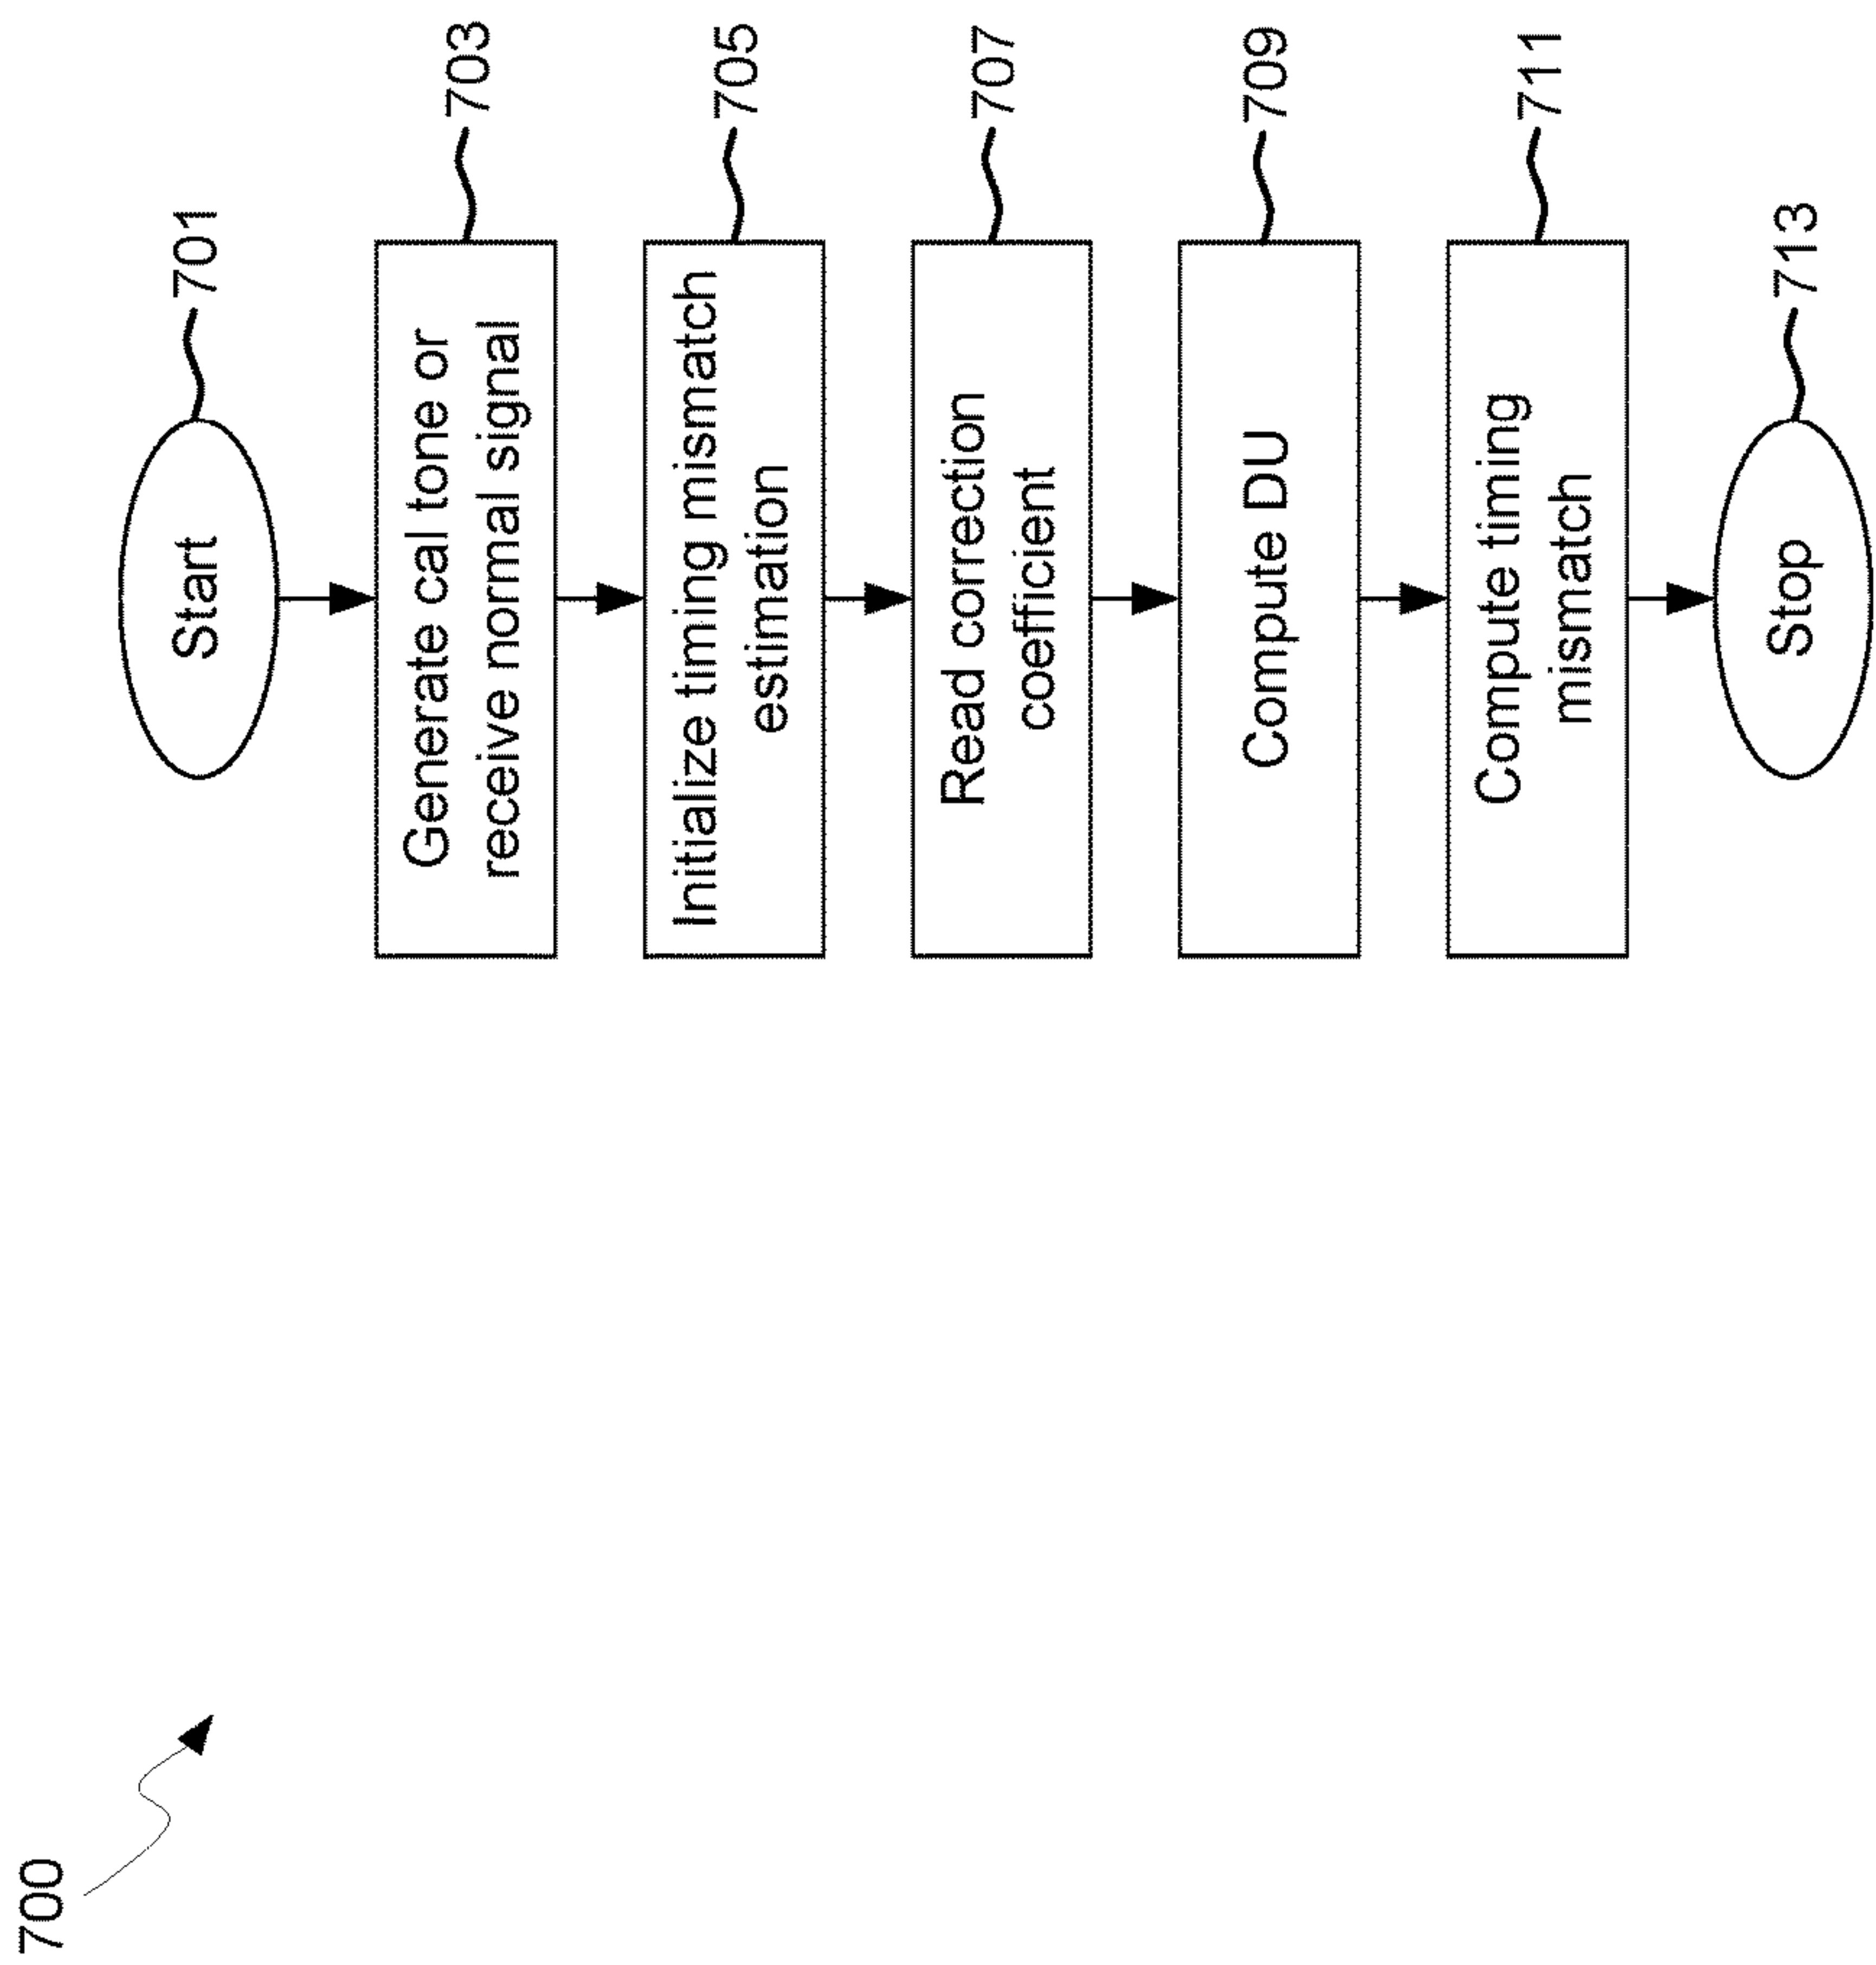 700
Start
701
Generate cal tone or
receive normal signal
703
Initialize timing mismatch
estimation
705
Read correction
coefficient
707
Compute DU
709
Compute timing
mismatch
711
Stop
713